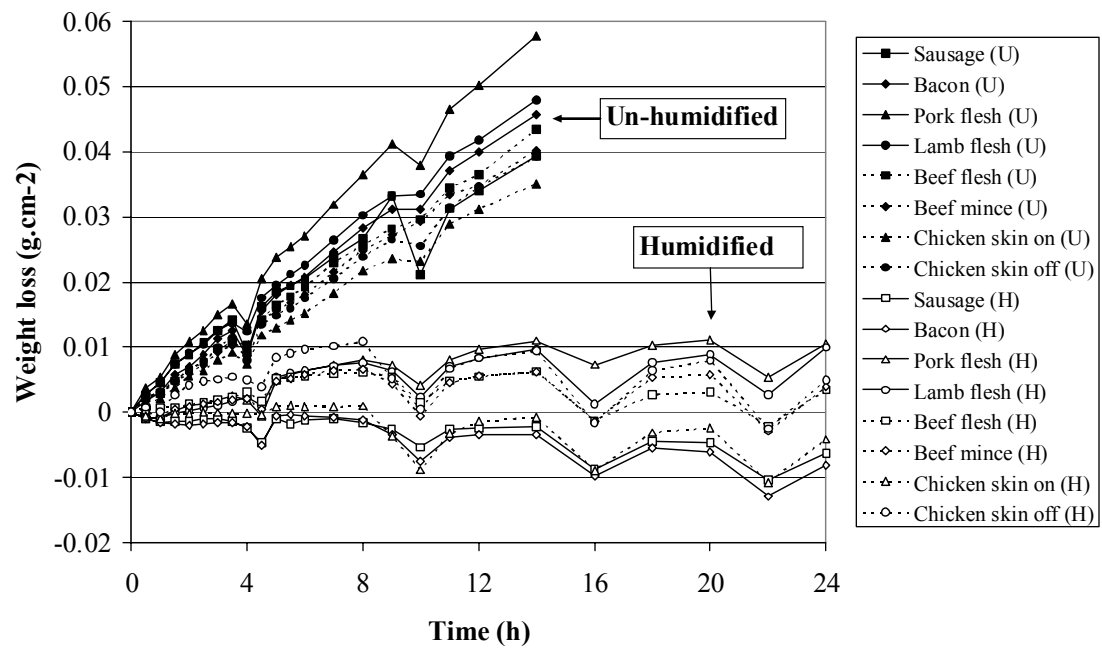 0.06
0.05
0.04
0.03
0.02
0.01
0
-0.01
-0.02
Weight loss (g.cm-2)
0 4 8 12 16 20 24
Time (h)
Un-humidified
Humidified
Sausage (U)
Bacon (U)
Pork flesh (U)
Lamb flesh (U)
Beef flesh (U)
Beef mince (U)
Chicken skin on (U)
Chicken skin off (U)
Sausage (H)
Bacon (H)
Pork flesh (H)
Lamb flesh (H)
Beef flesh (H)
Beef mince (H)
Chicken skin on (H)
Chicken skin off (H)